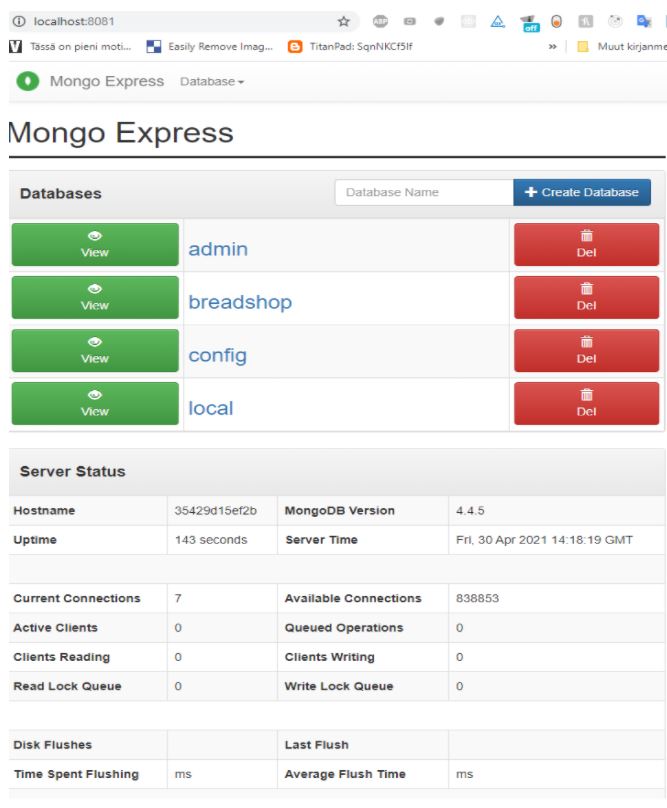 localhost:8081
ABP
off
Tässä on pieni moti... Easily Remove Imag... TitanPad: SqnNKCf5If » Muut kirjanme
Mongo Express Database
Mongo Express
Databases Database Name + Create Database
View admin Del
View breadshop Del
View config Del
View local Del
Server Status
Hostname 35429d15ef2b MongoDB Version 4.4.5
Uptime 143 seconds Server Time Fri, 30 Apr 2021 14:18:19 GMT
Current Connections 7 Available Connections 838853
Active Clients 0 Queued Operations 0
Clients Reading 0 Clients Writing 0
Read Lock Queue 0 Write Lock Queue 0
Disk Flushes Last Flush
Time Spent Flushing ms Average Flush Time ms